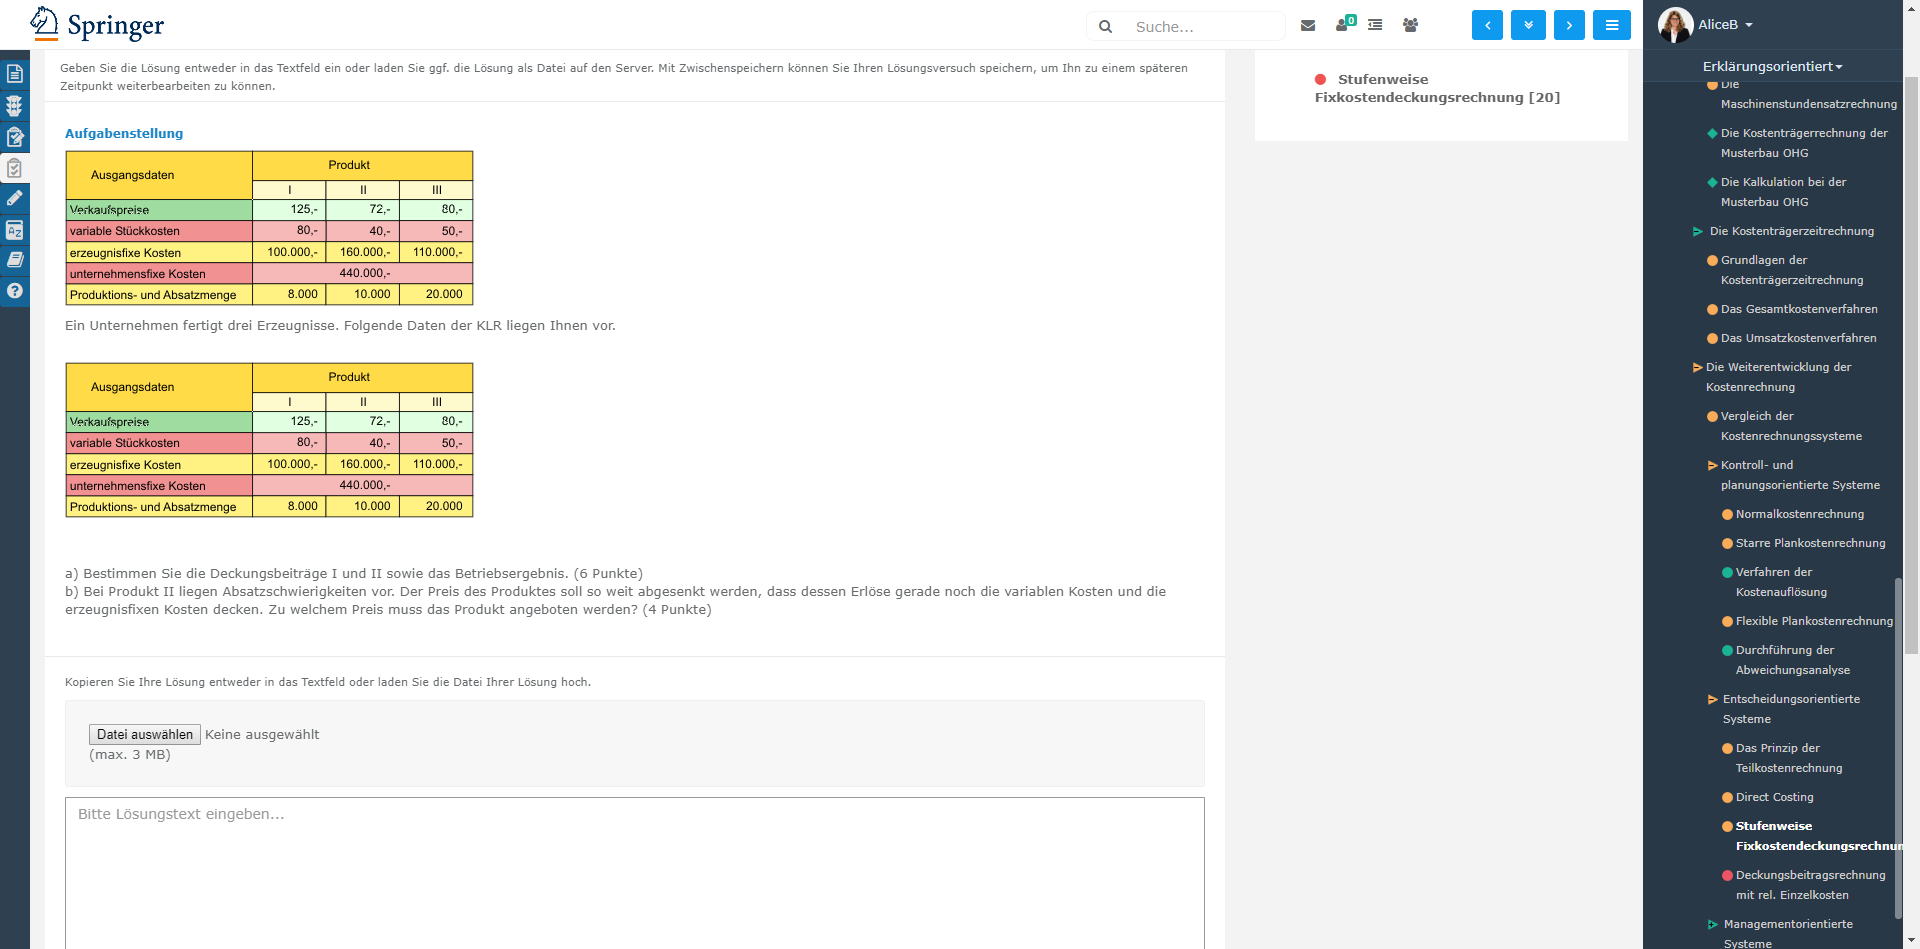 Springer
Suche...
0
AliceB
Erklärungsorientiert
Geben Sie die Lösung entweder in das Textfeld ein oder laden Sie ggf. die Lösung als Datei auf den Server. Mit Zwischenspeichern können Sie Ihren Lösungsversuch speichern, um Ihn zu einem späteren
Zeitpunkt weiterbearbeiten zu können.
Aufgabenstellung
Ausgangsdaten Produkt
I II III
Verkaufspreise 125,- 72,- 80,-
variable Stückkosten 80,- 40,- 50,-
erzeugnisfixe Kosten 100.000,- 160.000,- 110.000,-
unternehmensfixe Kosten 440.000,-
Produktions- und Absatzmenge 8.000 10.000 20.000
Ein Unternehmen fertigt drei Erzeugnisse. Folgende Daten der KLR liegen Ihnen vor.
Ausgangsdaten Produkt
I II III
Verkaufspreise 125,- 72,- 80,-
variable Stückkosten 80,- 40,- 50,-
erzeugnisfixe Kosten 100.000,- 160.000,- 110.000,-
unternehmensfixe Kosten 440.000,-
Produktions- und Absatzmenge 8.000 10.000 20.000
a) Bestimmen Sie die Deckungsbeiträge I und II sowie das Betriebsergebnis. (6 Punkte)
b) Bei Produkt II liegen Absatzschwierigkeiten vor. Der Preis des Produktes soll so weit abgesenkt werden, dass dessen Erlöse gerade noch die variablen Kosten und die
erzeugnisfixen Kosten decken. Zu welchem Preis muss das Produkt angeboten werden? (4 Punkte)
Kopieren Sie Ihre Lösung entweder in das Textfeld oder laden Sie die Datei Ihrer Lösung hoch.
Datei auswählen Keine ausgewählt
(max. 3 MB)
Bitte Lösungstext eingeben...
Stufenweise
Fixkostendeckungsrechnung [20]
Die
Maschinenstundensatzrechnung
Die Kostenträgerrechnung der
Musterbau OHG
Die Kalkulation bei der
Musterbau OHG
Die Kostenträgerzeitrechnung
Grundlagen der
Kostenträgerzeitrechnung
Das Gesamtkostenverfahren
Das Umsatzkostenverfahren
Die Weiterentwicklung der
Kostenrechnung
Vergleich der
Kostenrechnungssysteme
Kontroll- und
planungsorientierte Systeme
Normalkostenrechnung
Starre Plankostenrechnung
Verfahren der
Kostenauflösung
Flexible Plankostenrechnung
Durchführung der
Abweichungsanalyse
Entscheidungsorientierte
Systeme
Das Prinzip der
Teilkostenrechnung
Direct Costing
Stufenweise
Fixkostendeckungsrechnun
Deckungsbeitragsrechnung
mit rel. Einzelkosten
Managementorientierte
Systeme